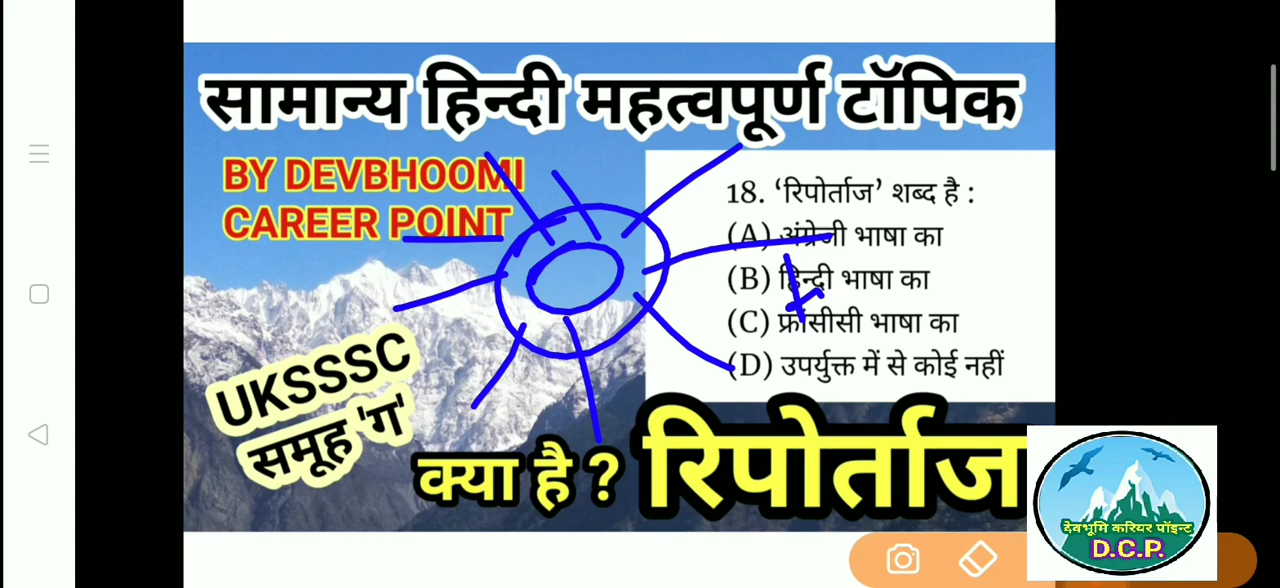 सामान्य हिन्दी महत्वपूर्ण टॉपिक
BY DEVBHOOMI
CAREER POINT
18. ‘रिपोर्ताज’ शब्द है :
(A) अंग्रेजी भाषा का
(B) हिन्दी भाषा का
(C) फ्रांसीसी भाषा का
(D) उपर्युक्त में से कोई नहीं
UKSSSC
समूह 'ग'
क्या है ? रिपोर्ताज
देवभूमि करियर पॉइन्ट
D.C.P.